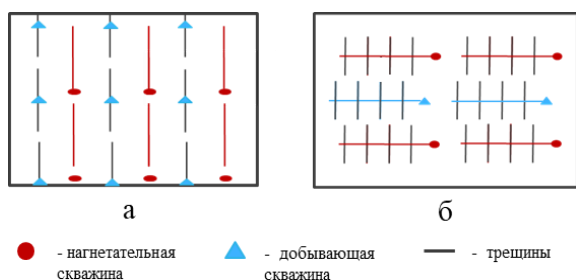 а
б
- нагнетательная
скважина
- добывающая
скважина
- трещины